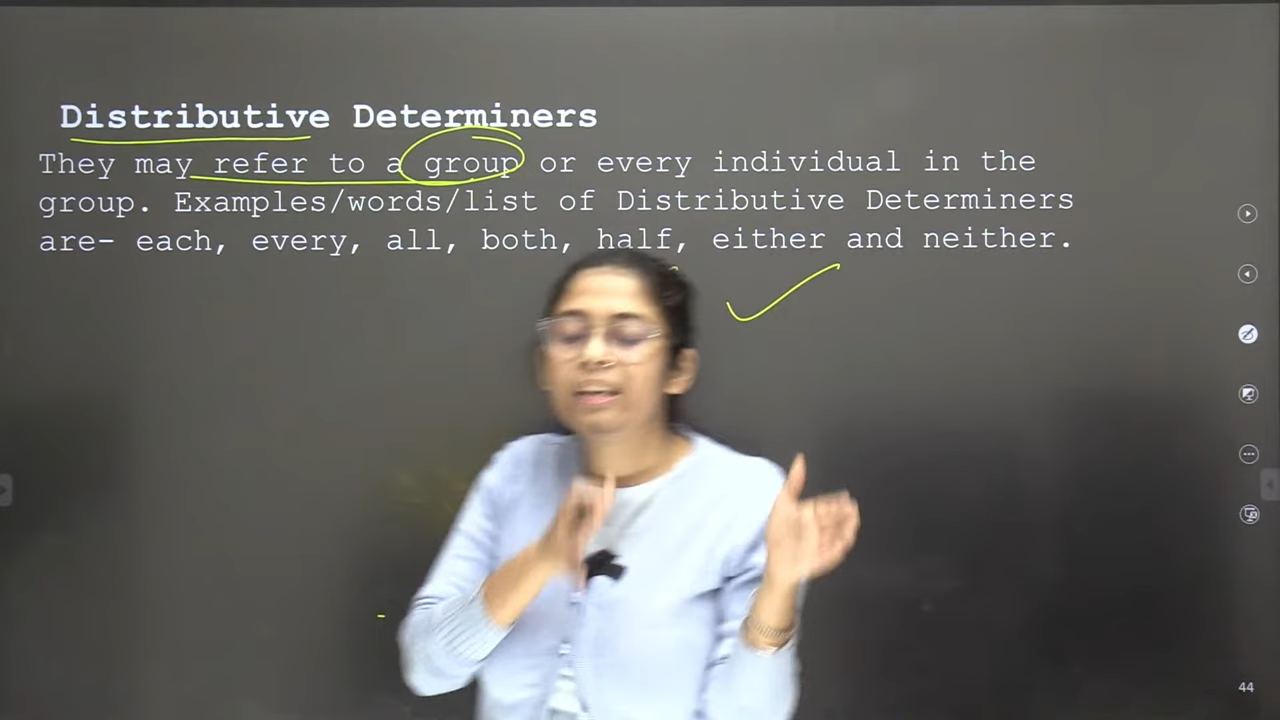 Distributive Determiners
They may refer to a group or every individual in the
group. Examples/words/list of Distributive Determiners
are- each, every, all, both, half, either and neither.
44